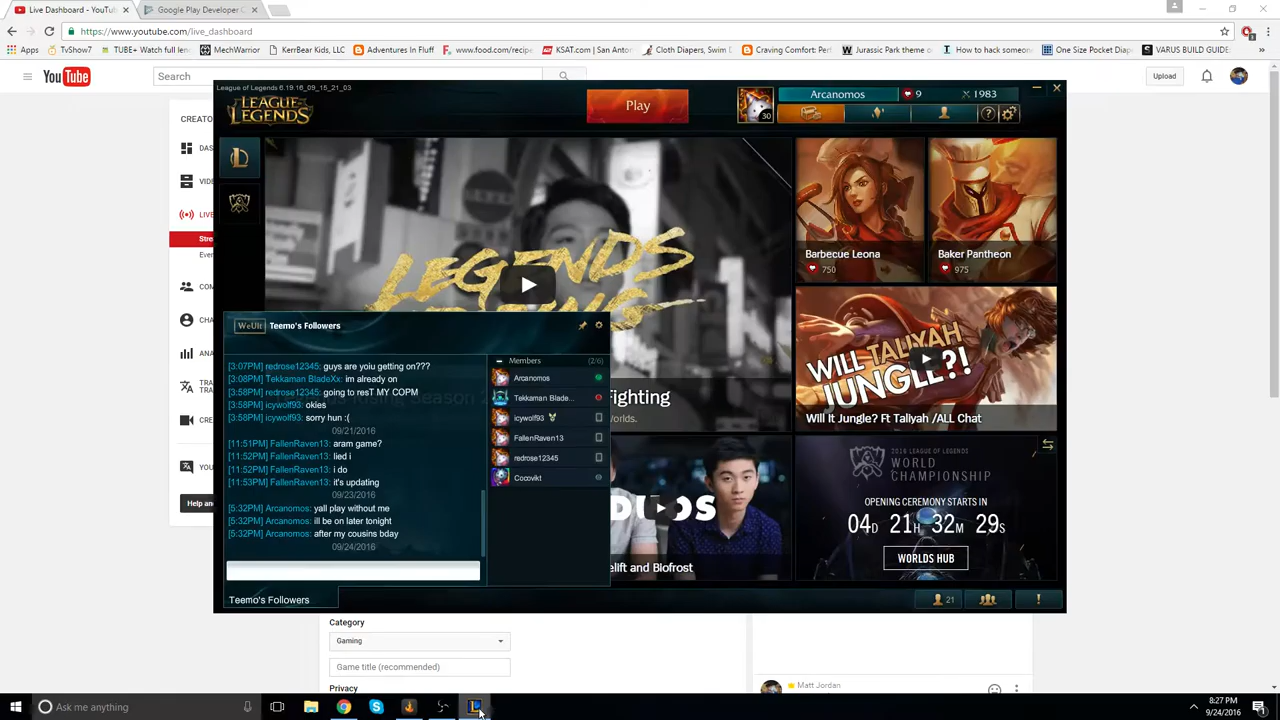 Live Dashboard - YouTu
Google Play Developer C
https://www.youtube.com/live_dashboard
Apps
TvShow7
TUBE+ Watch full len
MechWarrior
KerrBear Kids, LLC
Adventures In Fluff
www.food.com/recipe
KSAT.com | San Anton
Cloth Diapers, Swim D
Craving Comfort: Per
Jurassic Park theme o
How to hack someone
One Size Pocket Diap
VARUS BUILD GUIDE
YouTube
Search
Upload
CREATO
DAS
VIDE
LIVE
Stre
Even
COM
CHA
ANA
TRA
CRE
YOU
Help and
League of Legends 6.19.16_09_15_21_03
LEAGUE OF LEGENDS
Play
30
Arcanomos
9
1983
LEGENDS
Barbecue Leona
750
Baker Pantheon
975
WILL TALIYAH JUNGLE?!
Will It Jungle? Ft Taliyah /ALL Chat
Fighting
orlds.
WeUlt
Teemo's Followers
[3:07PM] redrose12345: guys are yoiu getting on???
[3:08PM] Tekkaman BladeXx: im already on
[3:58PM] redrose12345: going to resT MY COPM
[3:58PM] icywolf93: okies
[3:58PM] icywolf93: sorry hun :(
09/21/2016
[11:51PM] FallenRaven13: aram game?
[11:52PM] FallenRaven13: lied i
[11:52PM] FallenRaven13: i do
[11:53PM] FallenRaven13: it's updating
09/23/2016
[5:32PM] Arcanomos: yall play without me
[5:32PM] Arcanomos: ill be on later tonight
[5:32PM] Arcanomos: after my cousins bday
09/24/2016
Members
(2/6)
Arcanomos
Tekkaman Blade...
icywolf93
FallenRaven13
redrose12345
Cocovikt
Teemo's Followers
DUOS
elift and Biofrost
2016 LEAGUE OF LEGENDS
WORLD
CHAMPIONSHIP
OPENING CEREMONY STARTS IN
04D 21H 32M 29S
WORLDS HUB
21
Category
Gaming
Game title (recommended)
Privacy
Matt Jordan
Ask me anything
8:27 PM
9/24/2016